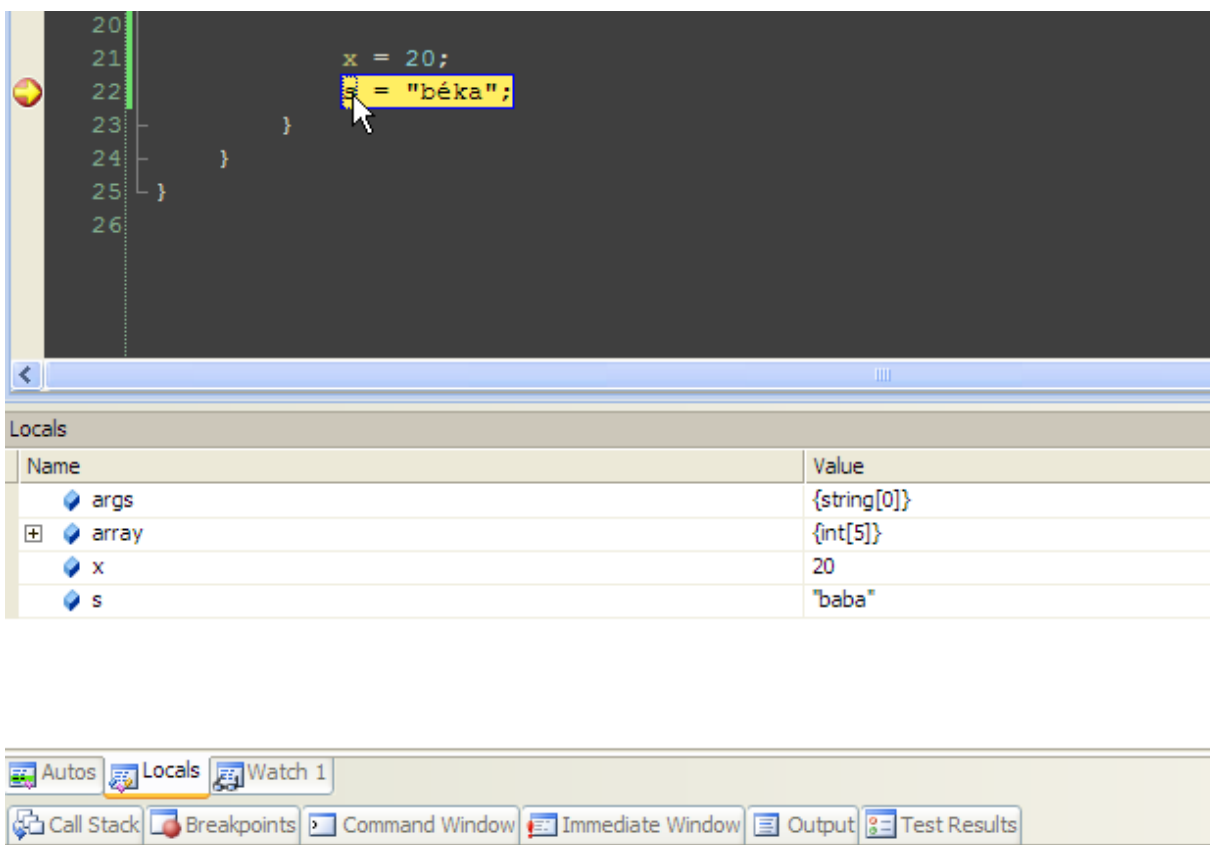 20
21 x = 20;
22 s = "béka";
23 }
24 }
25 }
26
Locals
Name Value
args {string[0]}
array {int[5]}
x 20
s "baba"
Autos Locals Watch 1
Call Stack Breakpoints Command Window Immediate Window Output Test Results